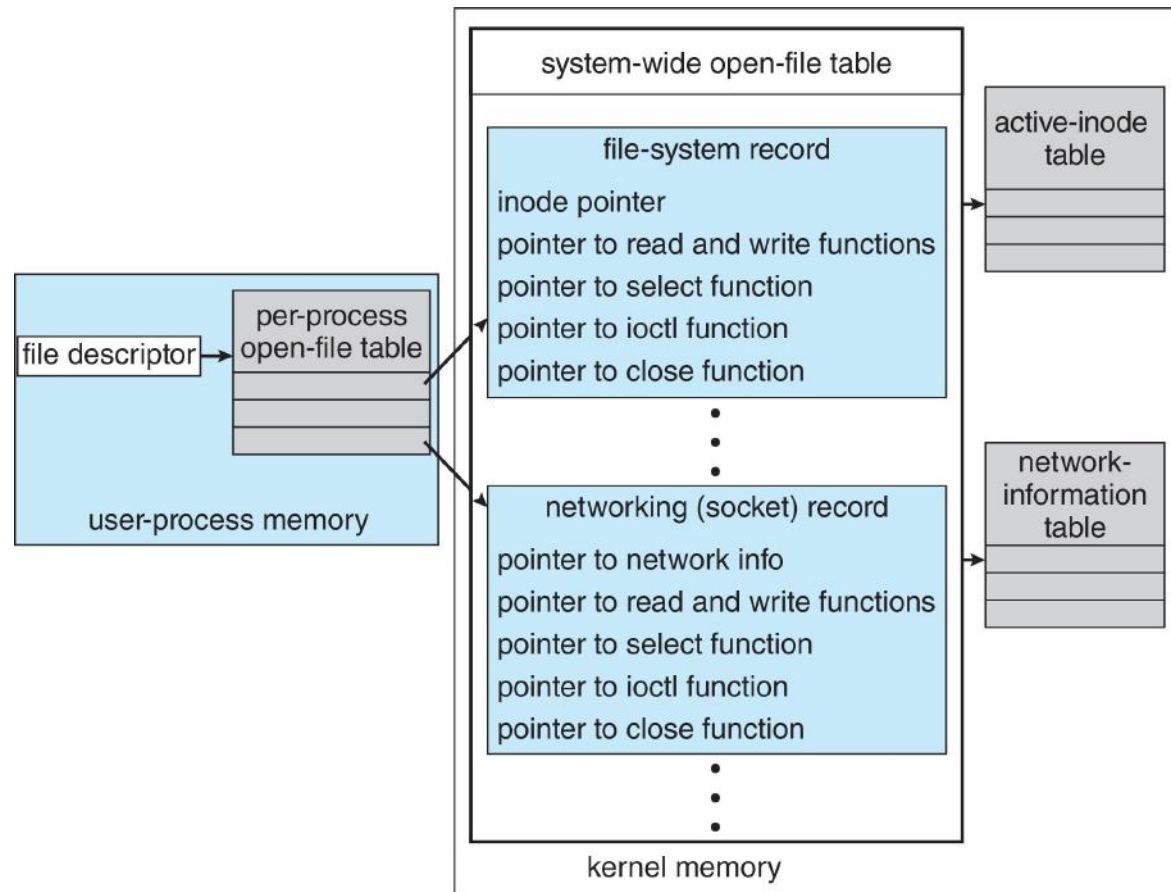 file descriptor
per-process
open-file table
user-process memory
system-wide open-file table
file-system record
inode pointer
pointer to read and write functions
pointer to select function
pointer to ioctl function
pointer to close function
networking (socket) record
pointer to network info
pointer to read and write functions
pointer to select function
pointer to ioctl function
pointer to close function
kernel memory
active-inode
table
network-
information
table